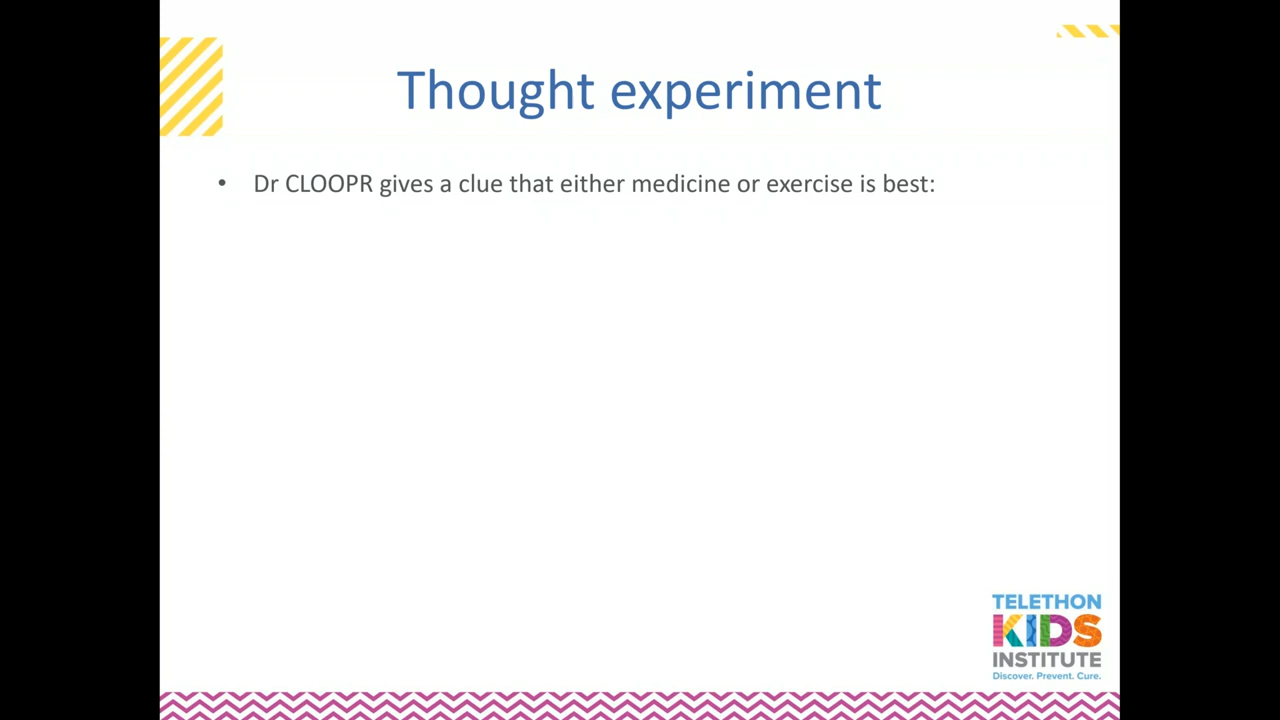 Thought experiment
• Dr CLOOPR gives a clue that either medicine or exercise is best:
TELETHON
KIDS
INSTITUTE
Discover. Prevent. Cure.